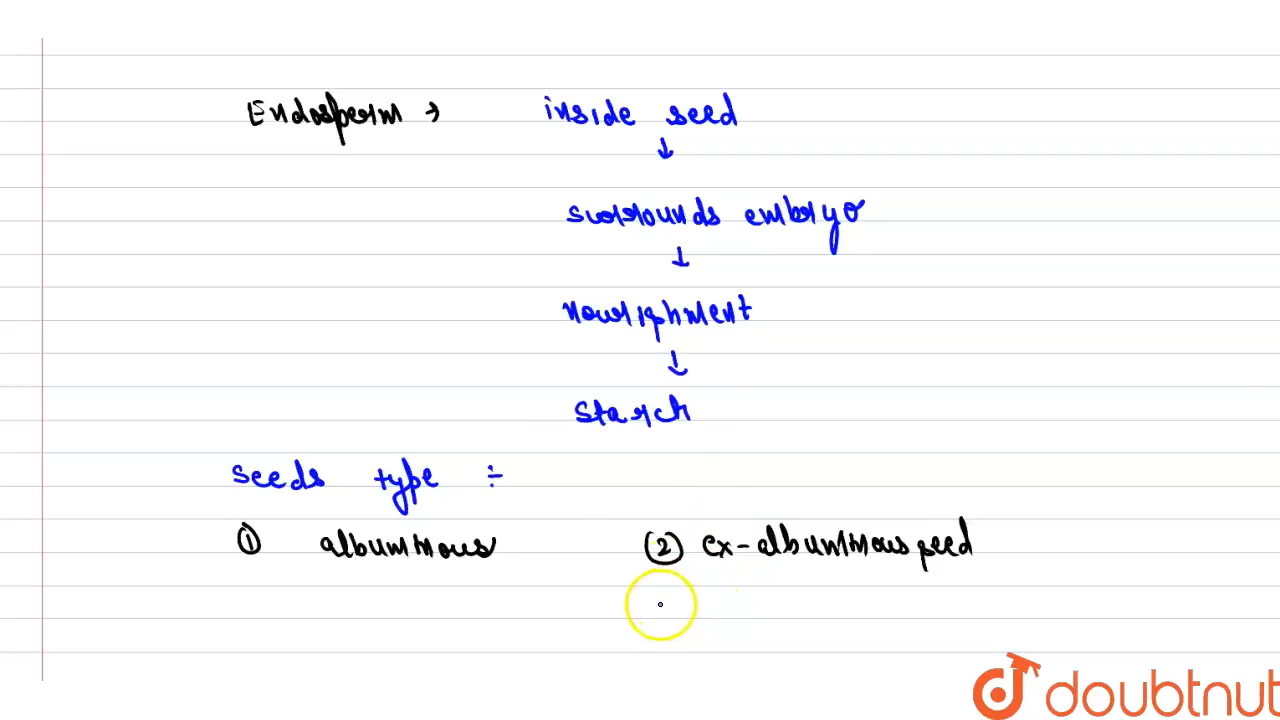 Endosperm → inside seed
↓
surrounds embryo
↓
nourishment
↓
starch
seeds type ÷
① albuminous (2) ex-albuminous seed
doubtnut